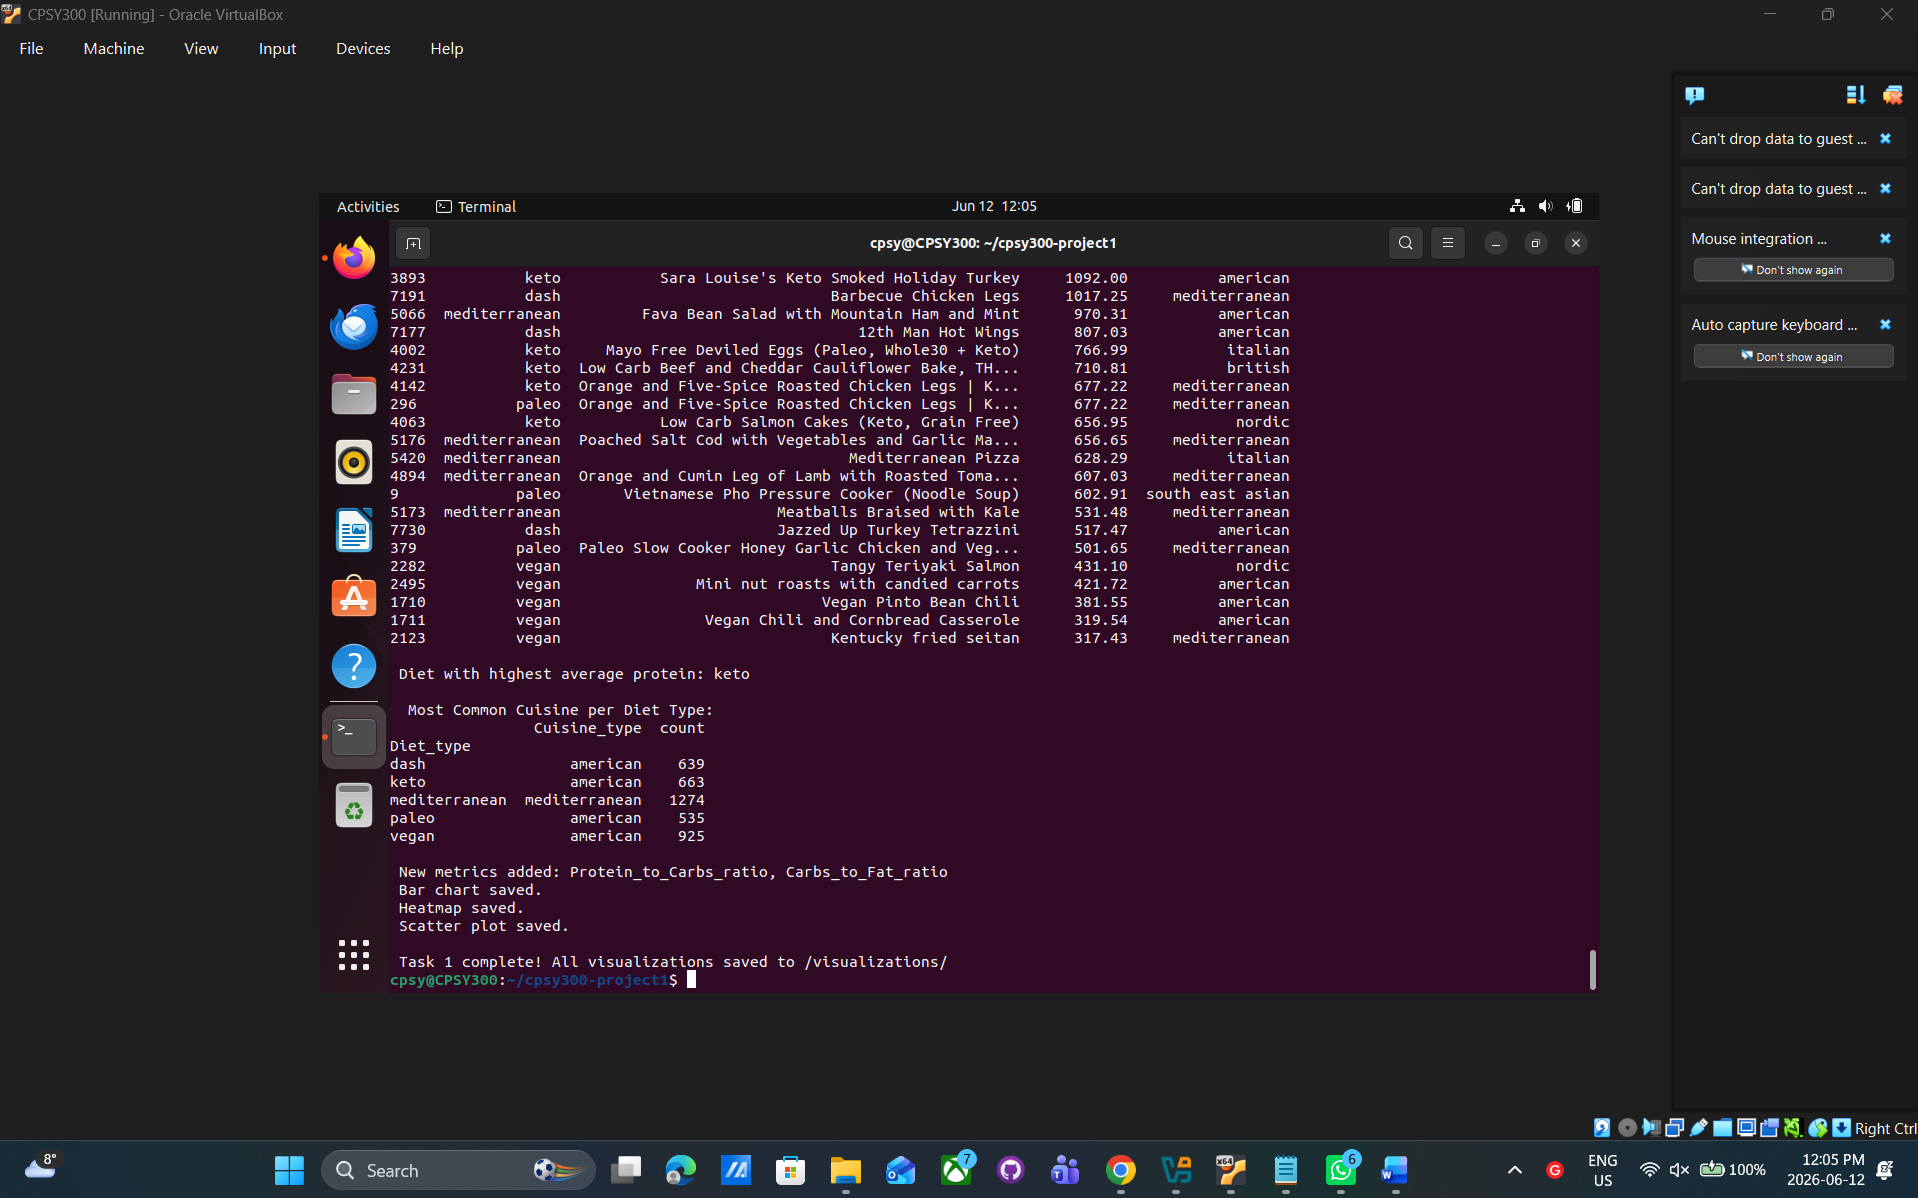 CPSY300 [Running] - Oracle VirtualBox
File Machine View Input Devices Help
Can't drop data to guest ...
Can't drop data to guest ...
Mouse integration ...
Don't show again
Auto capture keyboard ...
Don't show again
Activities Terminal Jun 12 12:05
cpsy@CPSY300: ~/cpsy300-project1
3893 keto Sara Louise's Keto Smoked Holiday Turkey 1092.00 american
7191 dash Barbecue Chicken Legs 1017.25 mediterranean
5066 mediterranean Fava Bean Salad with Mountain Ham and Mint 970.31 american
7177 dash 12th Man Hot Wings 807.03 american
4002 keto Mayo Free Deviled Eggs (Paleo, Whole30 + Keto) 766.99 italian
4231 keto Low Carb Beef and Cheddar Cauliflower Bake, TH... 710.81 british
4142 keto Orange and Five-Spice Roasted Chicken Legs | K... 677.22 mediterranean
296 paleo Orange and Five-Spice Roasted Chicken Legs | K... 677.22 mediterranean
4063 keto Low Carb Salmon Cakes (Keto, Grain Free) 656.95 nordic
5176 mediterranean Poached Salt Cod with Vegetables and Garlic Ma... 656.65 mediterranean
5420 mediterranean Mediterranean Pizza 628.29 italian
4894 mediterranean Orange and Cumin Leg of Lamb with Roasted Toma... 607.03 mediterranean
9 paleo Vietnamese Pho Pressure Cooker (Noodle Soup) 602.91 south east asian
5173 mediterranean Meatballs Braised with Kale 531.48 mediterranean
7730 dash Jazzed Up Turkey Tetrazzini 517.47 american
379 paleo Paleo Slow Cooker Honey Garlic Chicken and Veg... 501.65 mediterranean
2282 vegan Tangy Teriyaki Salmon 431.10 nordic
2495 vegan Mini nut roasts with candied carrots 421.72 american
1710 vegan Vegan Pinto Bean Chili 381.55 american
1711 vegan Vegan Chili and Cornbread Casserole 319.54 american
2123 vegan Kentucky fried seitan 317.43 mediterranean
Diet with highest average protein: keto
Most Common Cuisine per Diet Type:
Cuisine_type count
Diet_type
dash american 639
keto american 663
mediterranean mediterranean 1274
paleo american 535
vegan american 925
New metrics added: Protein_to_Carbs_ratio, Carbs_to_Fat_ratio
Bar chart saved.
Heatmap saved.
Scatter plot saved.
Task 1 complete! All visualizations saved to /visualizations/
cpsy@CPSY300:~/cpsy300-project1$
Right Ctrl
8°
Search
7
6
ENG
US
100%
12:05 PM
2026-06-12